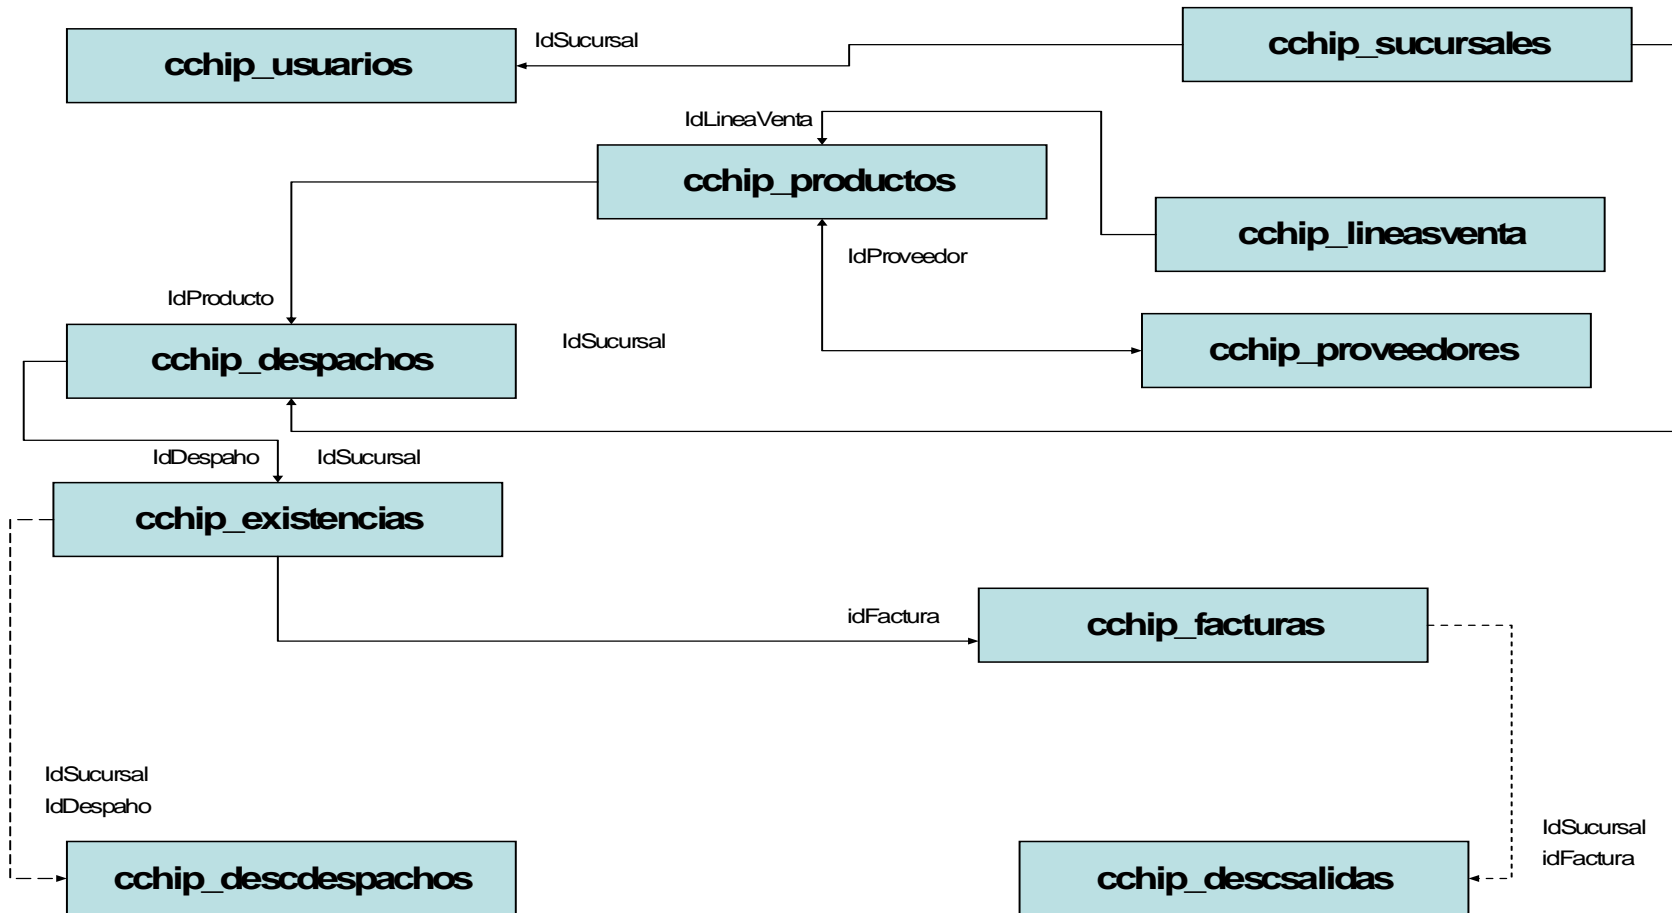 IdSucursal
cchip_sucursales
cchip_usuarios
IdLineaVenta
cchip_productos
cchip_lineasventa
IdProveedor
IdProducto
IdSucursal
cchip_despachos
cchip_proveedores
IdDespaho
IdSucursal
cchip_existencias
idFactura
cchip_facturas
IdSucursal
IdDespaho
IdSucursal
idFactura
cchip_descdespachos
cchip_descsalidas